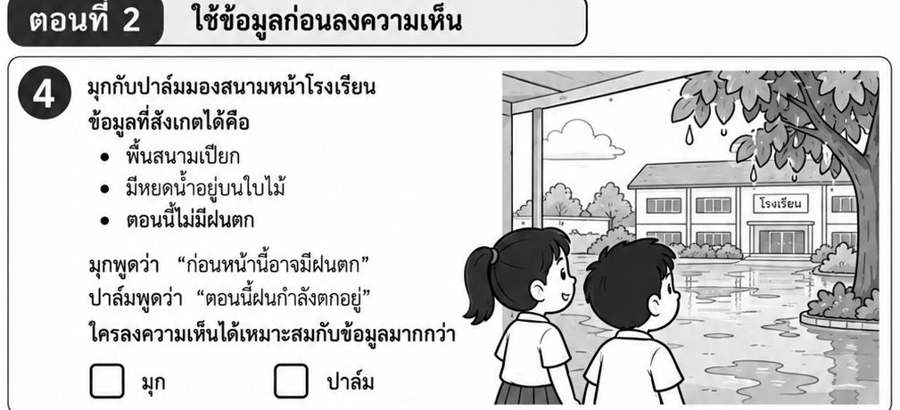 ตอนที่ 2 ใช้ข้อมูลก่อนลงความเห็น
4 มุกกับปาล์มมองสนามหน้าโรงเรียน
ข้อมูลที่สังเกตได้คือ
• พื้นสนามเปียก
• มีหยดน้ำอยู่บนใบไม้
• ตอนนี้ไม่มีฝนตก
มุกพูดว่า “ก่อนหน้านี้อาจมีฝนตก”
ปาล์มพูดว่า “ตอนนี้ฝนกำลังตกอยู่”
ใครลงความเห็นได้เหมาะสมกับข้อมูลมากกว่า
มุก ปาล์ม
โรงเรียน